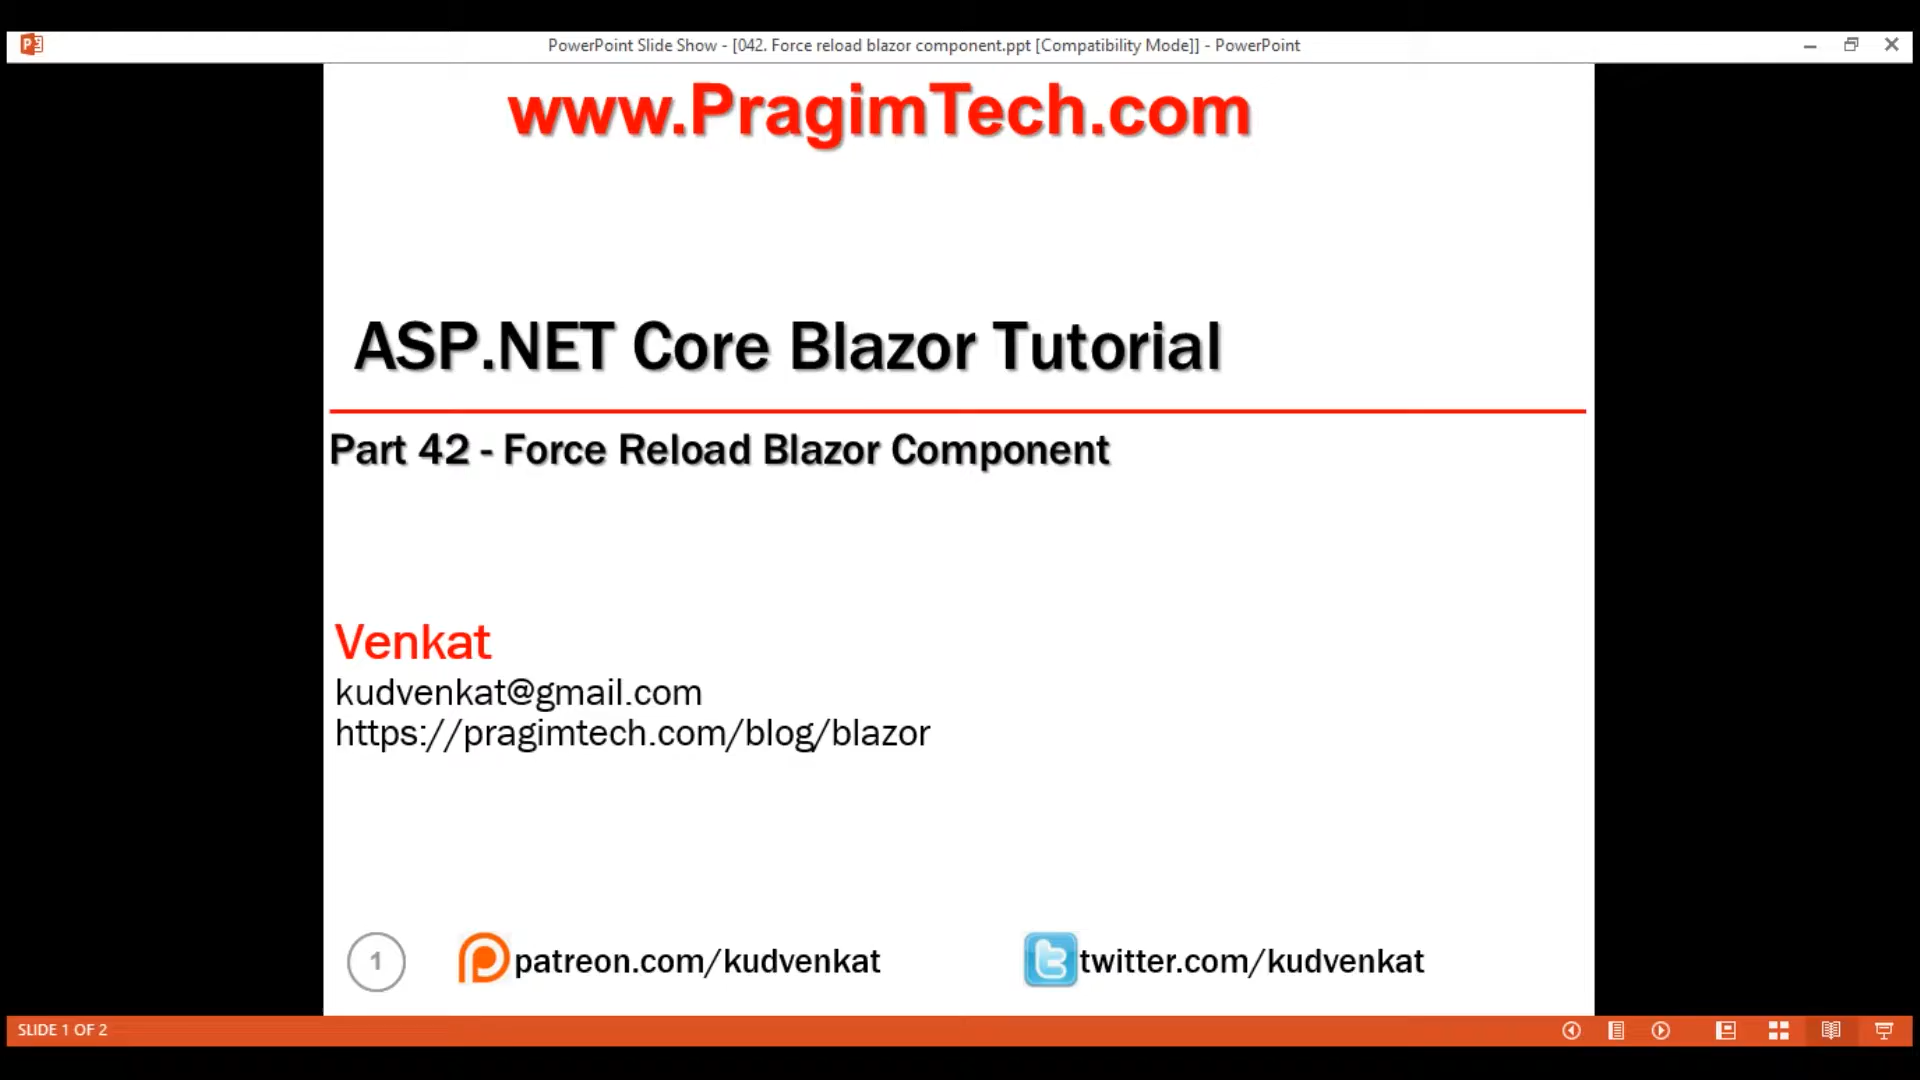 PowerPoint Slide Show - [042. Force reload blazor component.ppt [Compatibility Mode]] - PowerPoint
www.PragimTech.com
ASP.NET Core Blazor Tutorial
Part 42 - Force Reload Blazor Component
Venkat
kudvenkat@gmail.com
https://pragimtech.com/blog/blazor
1
patreon.com/kudvenkat
twitter.com/kudvenkat
SLIDE 1 OF 2